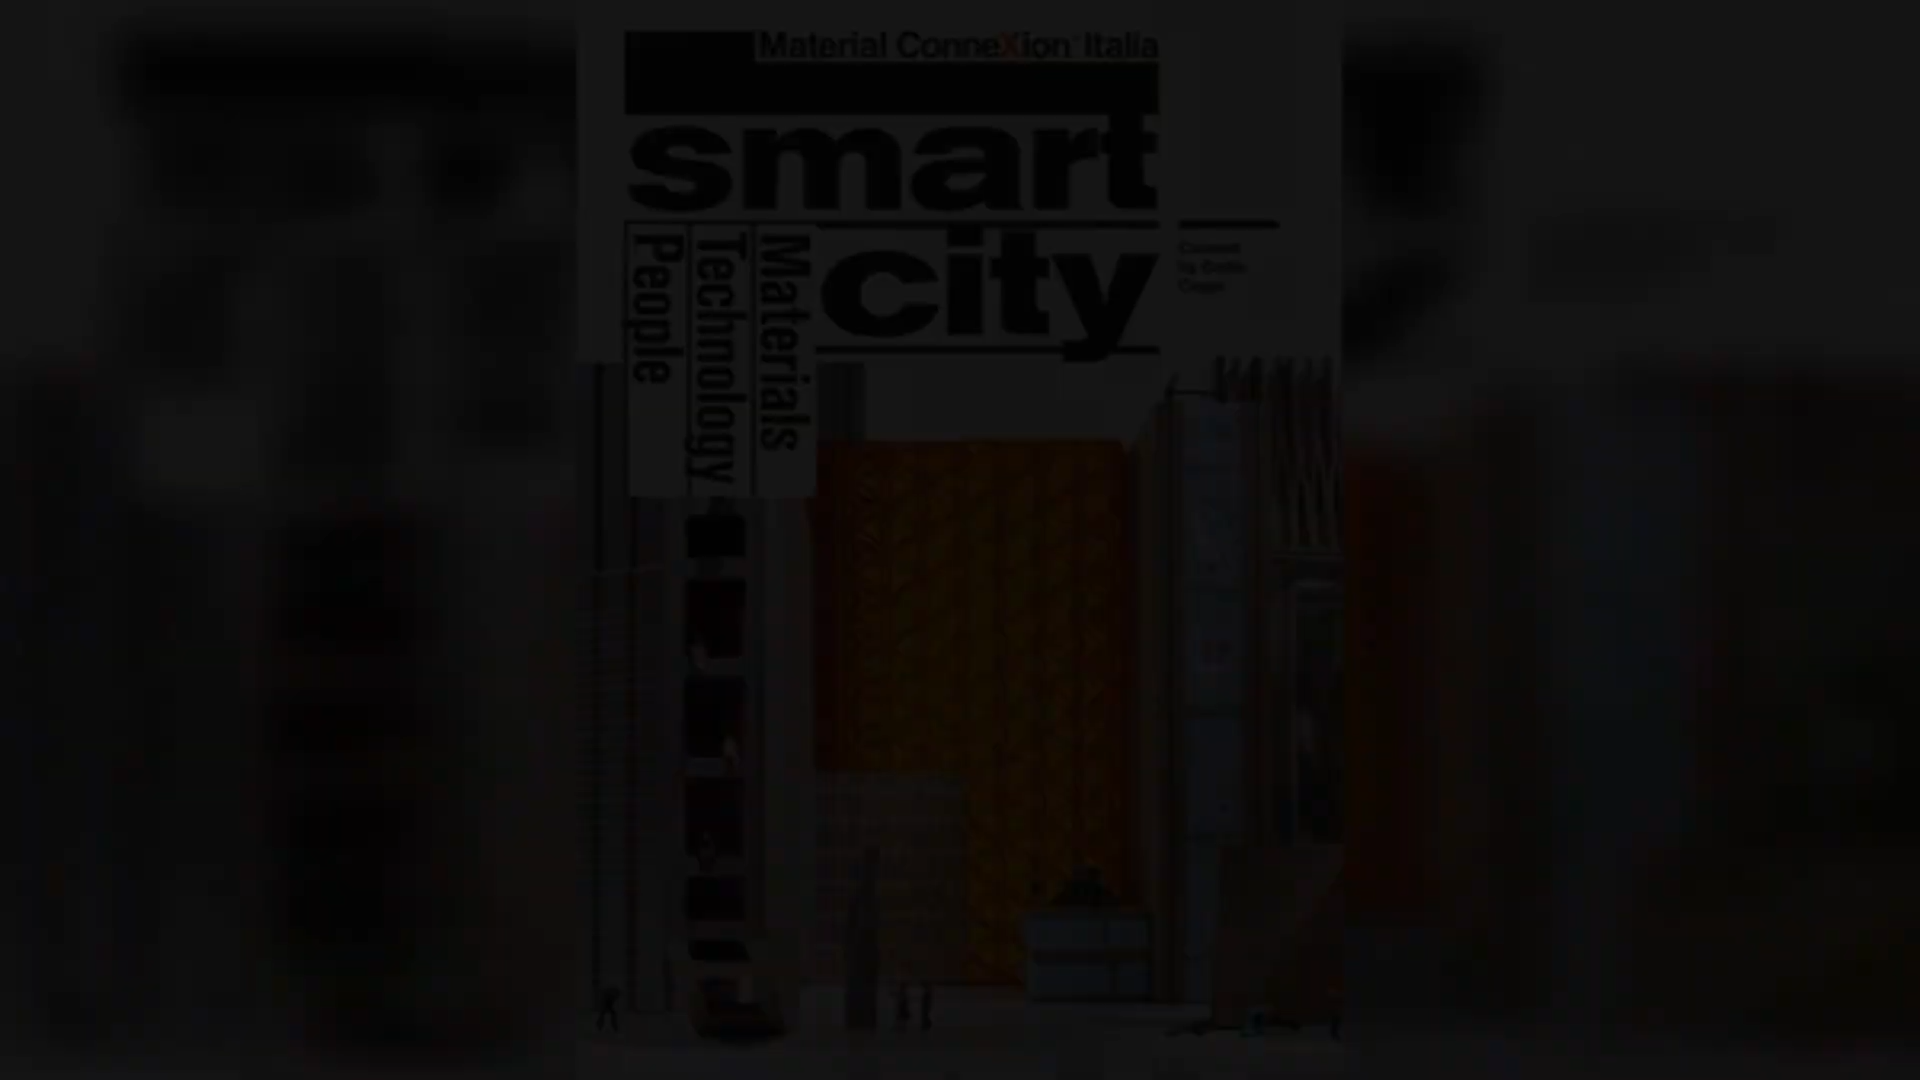 Material ConneXion Italia
smart
city
Materials
Technology
People